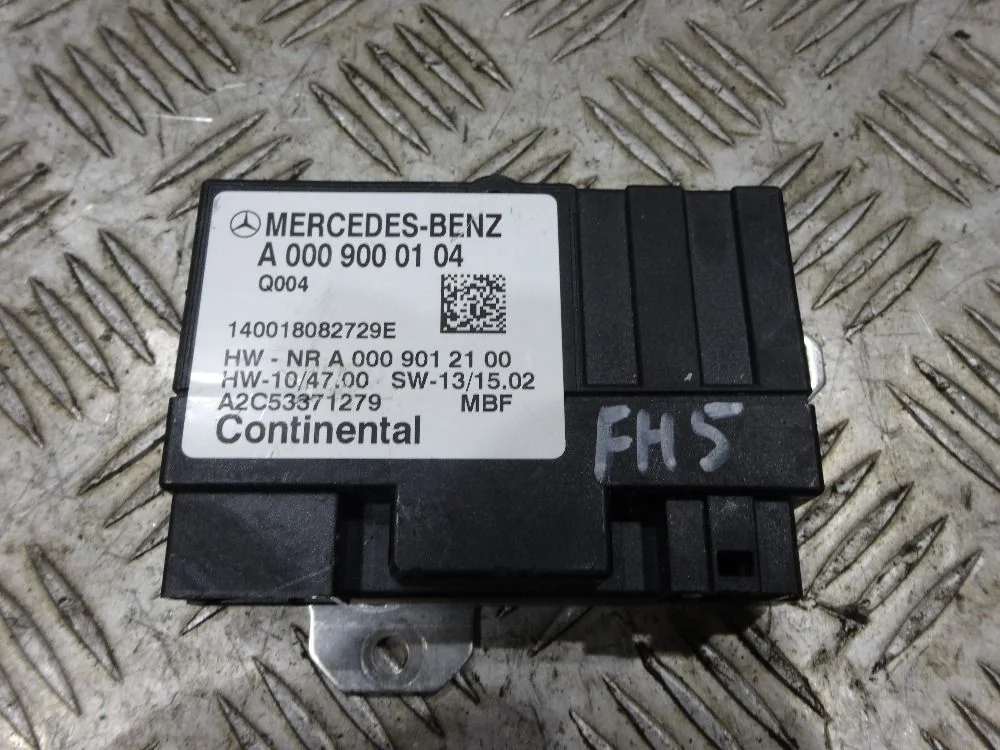 MERCEDES-BENZ
A 000 900 01 04
Q004
140018082729E
HW - NR A 000 901 21 00
HW-10/47.00 SW-13/15.02
A2C53371279 MBF
Continental
FH5